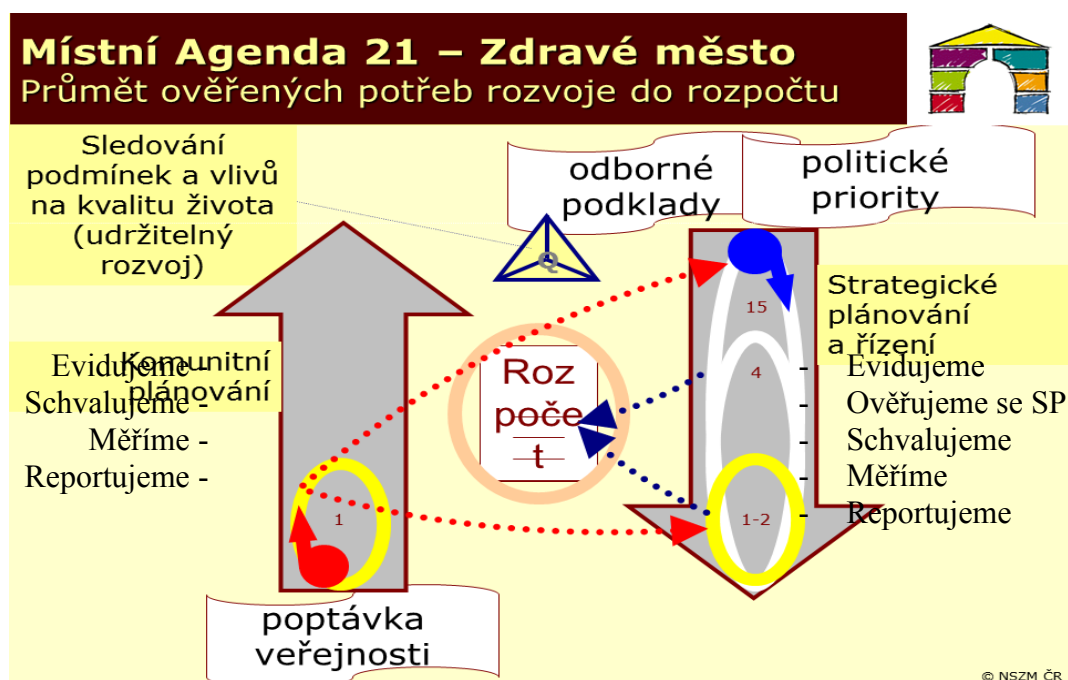 Místní Agenda 21 – Zdravé město
Průmět ověřených potřeb rozvoje do rozpočtu
Sledování
podmínek a vlivů
na kvalitu života
(udržitelný
rozvoj)
odborné
podklady
politické
priority
Q
Komunitní
plánování
Evidujeme -
Schvalujeme -
Měříme -
Reportujeme -
1
poptávka
veřejnosti
Roz
poče
t
15
4
1-2
Strategické
plánování
a řízení
- Evidujeme
- Ověřujeme se SP
- Schvalujeme
- Měříme
- Reportujeme
© NSZM ČR